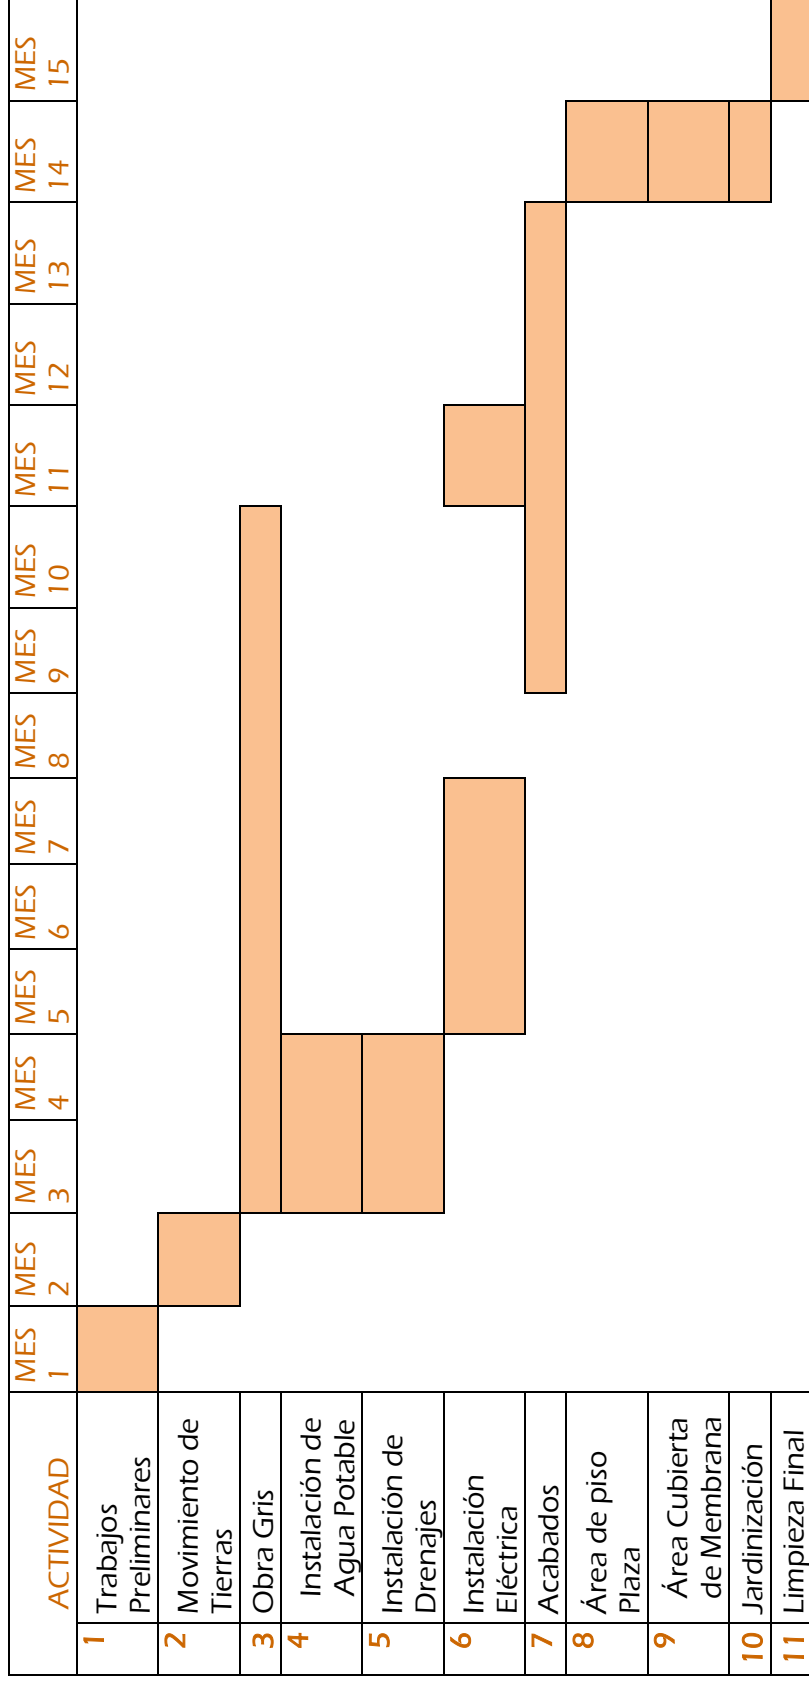 ACTIVIDAD
MES
1
MES
2
MES
3
MES
4
MES
5
MES
6
MES
7
MES
8
MES
9
MES
10
MES
11
MES
12
MES
13
MES
14
MES
15
1 Trabajos
Preliminares
2 Movimiento de
Tierras
3 Obra Gris
4 Instalación de
Agua Potable
5 Instalación de
Drenajes
6 Instalación
Eléctrica
7 Acabados
8 Área de piso
Plaza
9 Área Cubierta
de Membrana
10 Jardinización
11 Limpieza Final